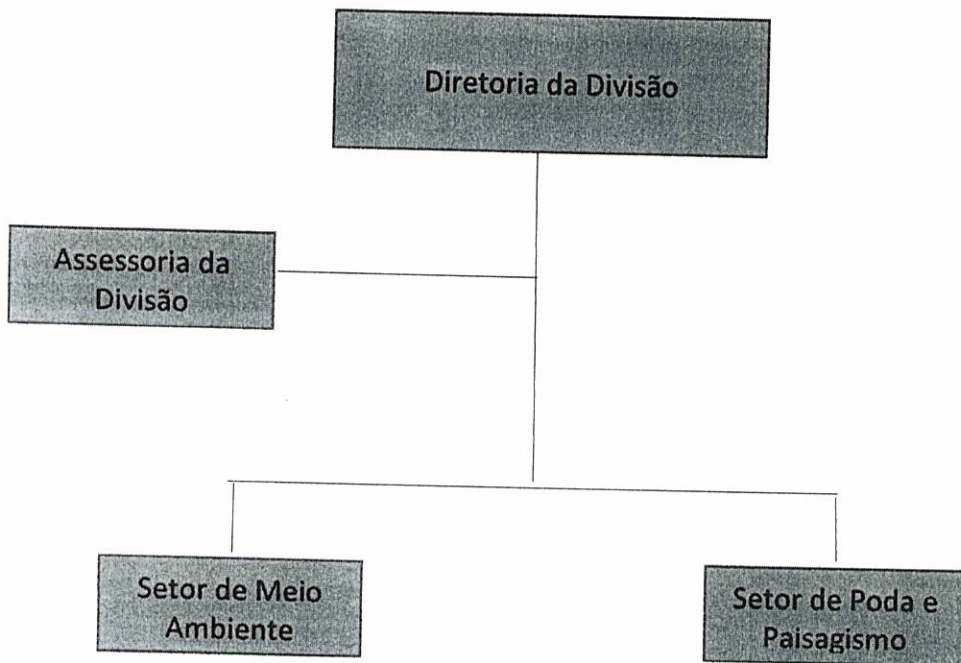 Diretoria da Divisão
Assessoria da
Divisão
Setor de Meio
Ambiente
Setor de Poda e
Paisagismo